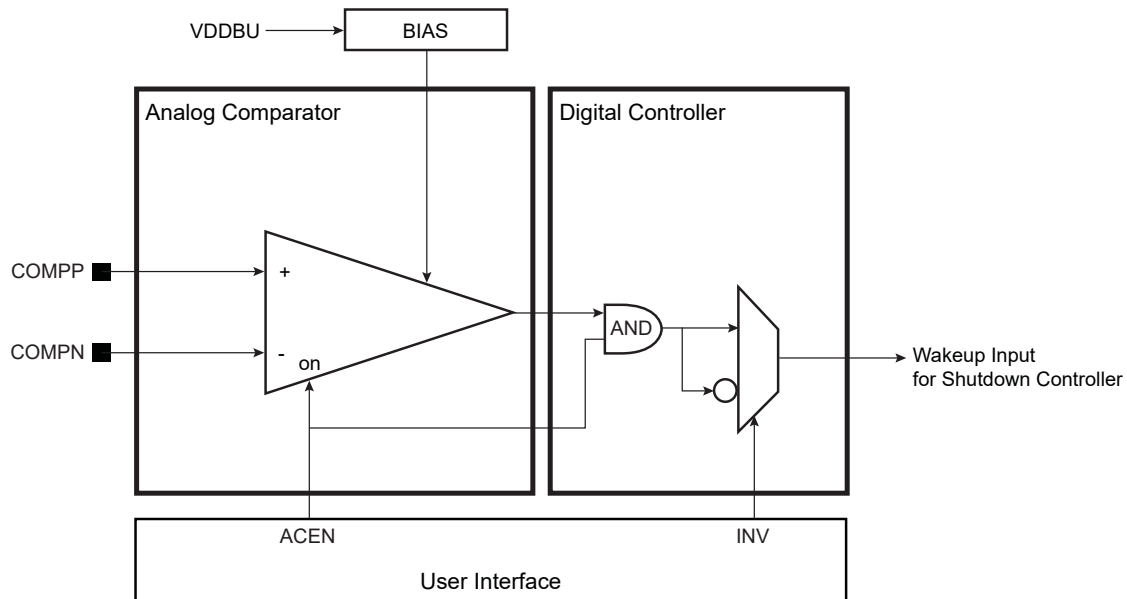 VDDBU
BIAS
Analog Comparator
Digital Controller
COMPP
+
COMPN
-
on
AND
Wakeup Input
for Shutdown Controller
ACEN
INV
User Interface